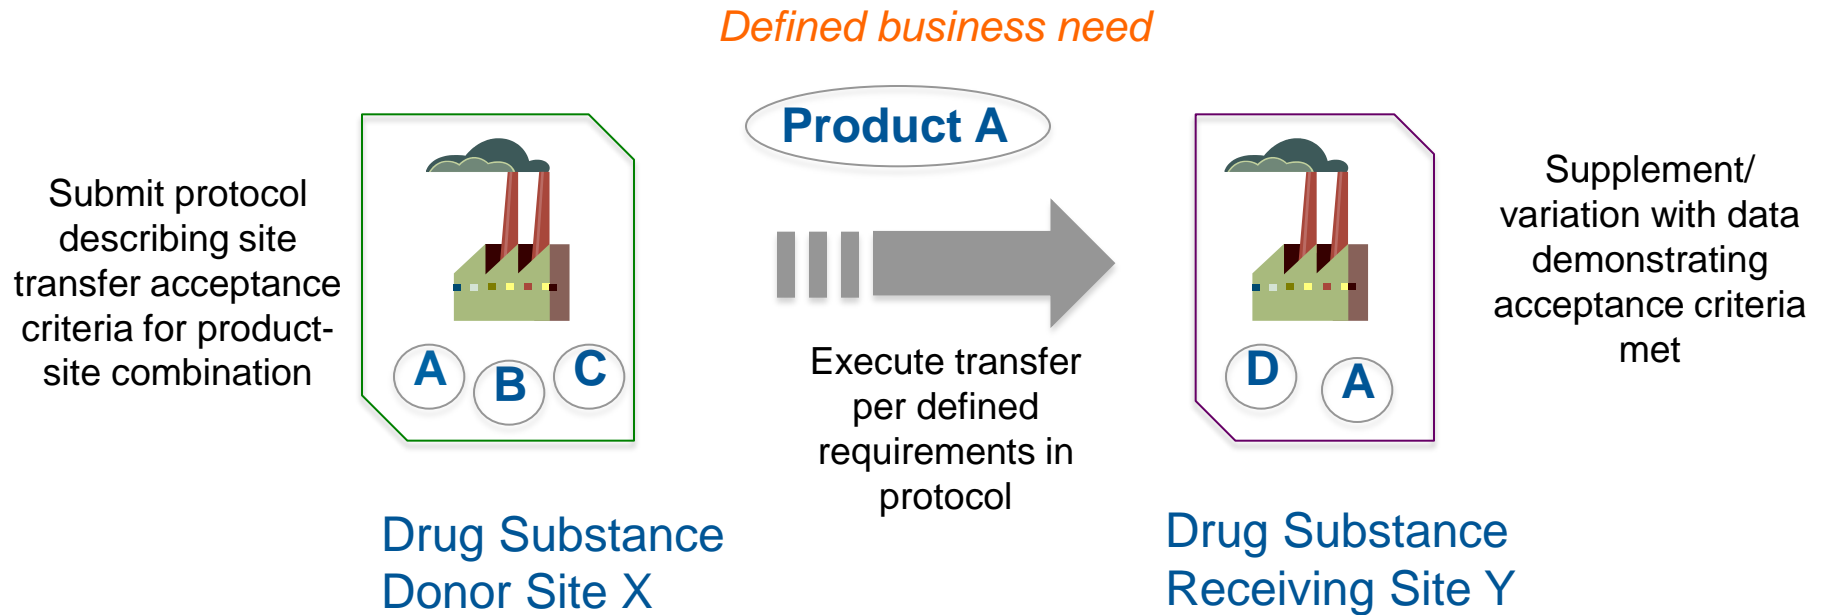 Defined business need
Submit protocol
describing site
transfer acceptance
criteria for product-
site combination
A
B
C
Drug Substance
Donor Site X
Product A
Execute transfer
per defined
requirements in
protocol
D
A
Drug Substance
Receiving Site Y
Supplement/
variation with data
demonstrating
acceptance criteria
met